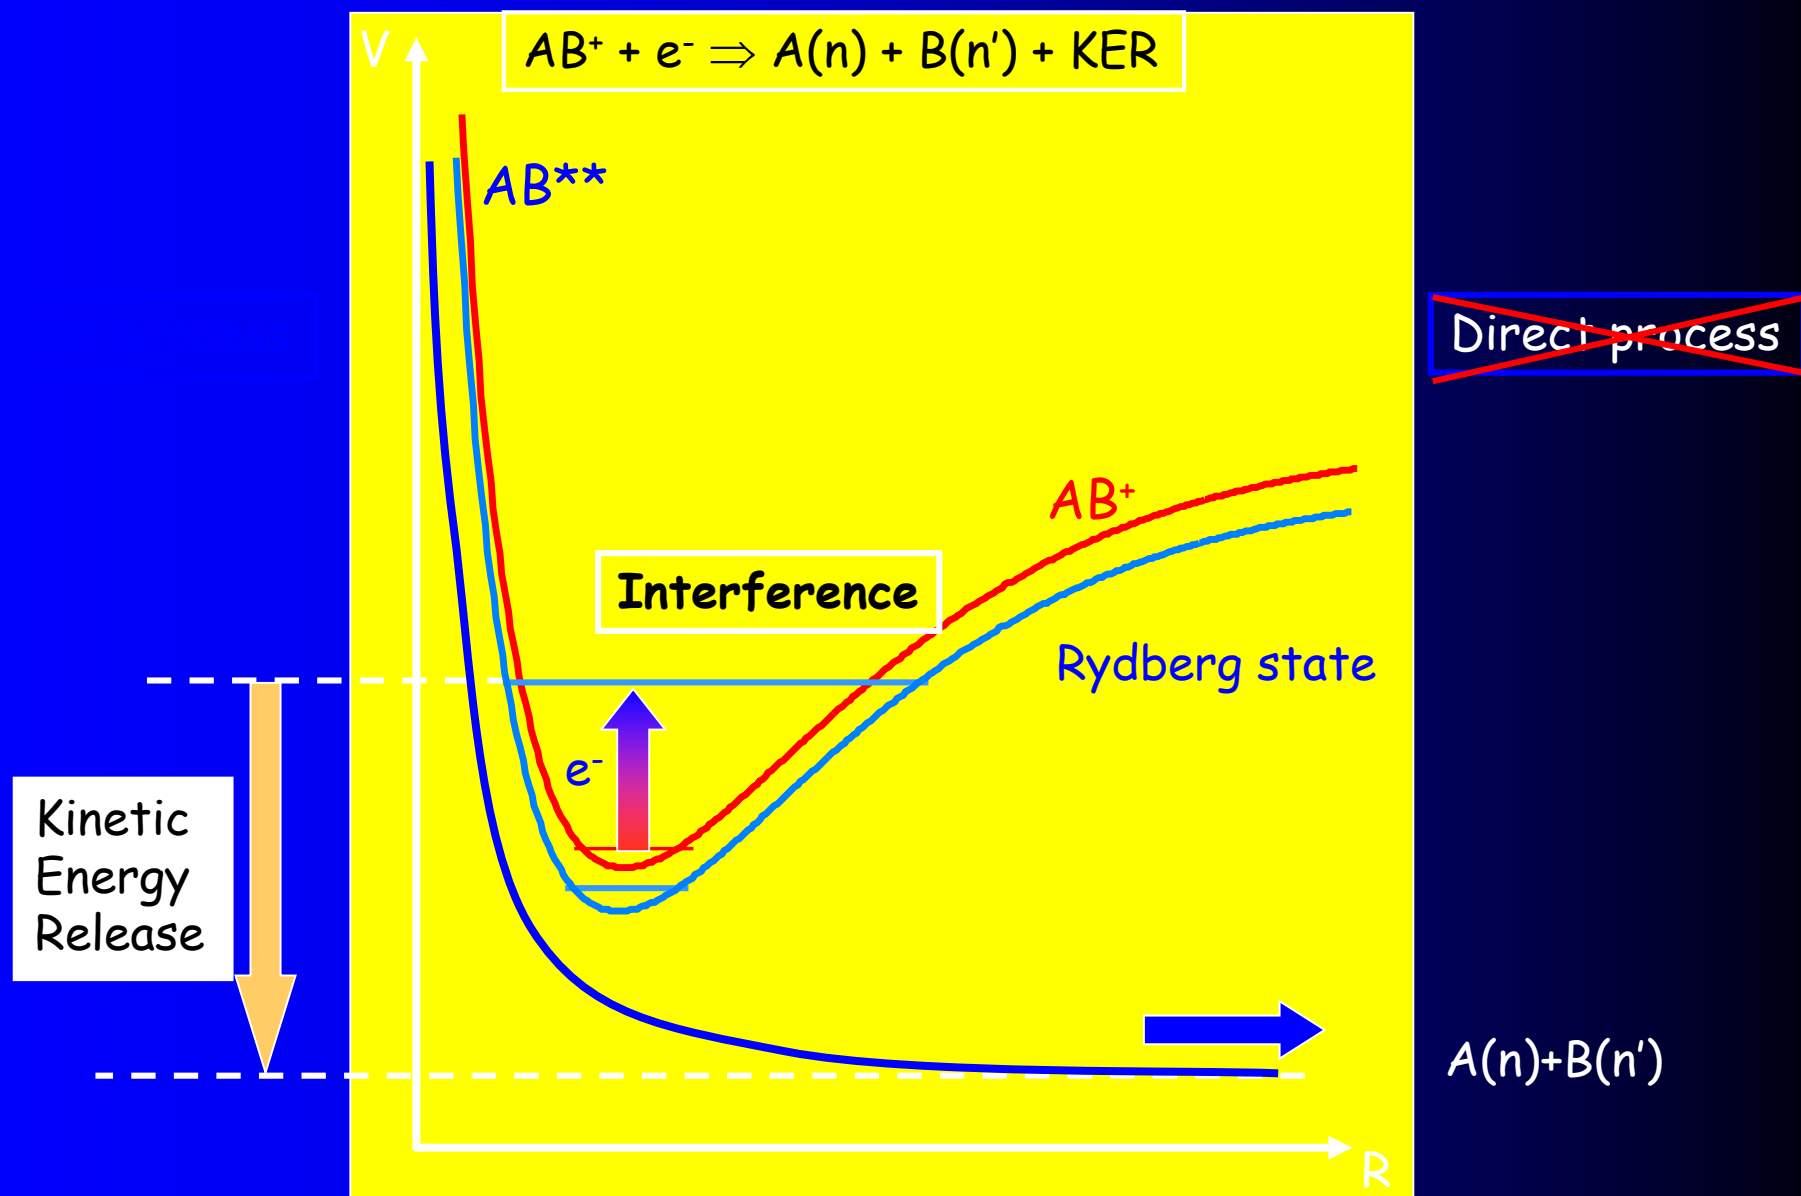 V
AB⁺ + e⁻ ⇒ A(n) + B(n') + KER
AB**
Direct process
AB⁺
Interference
Rydberg state
e⁻
Kinetic
Energy
Release
A(n)+B(n')
R